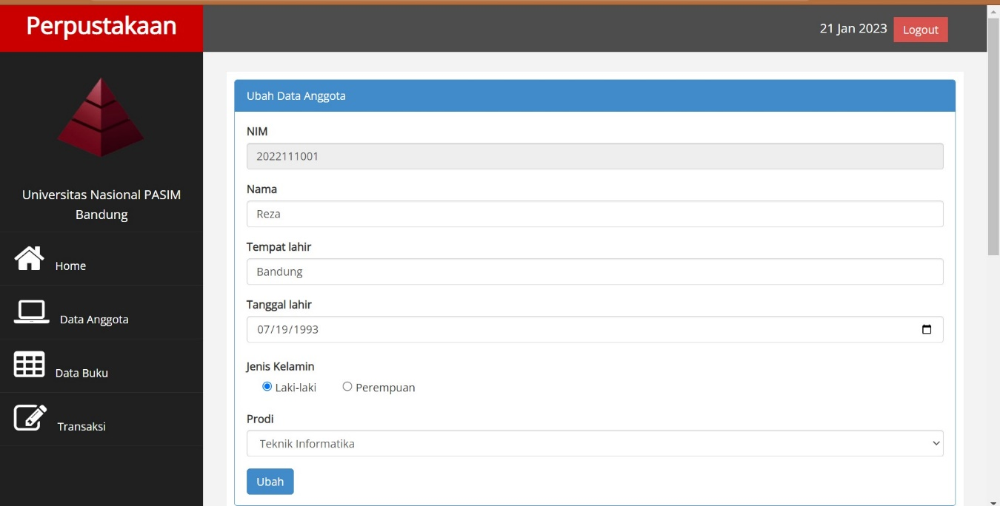 Perpustakaan
21 Jan 2023
Logout
Universitas Nasional PASIM
Bandung
Home
Data Anggota
Data Buku
Transaksi
Ubah Data Anggota
NIM
2022111001
Nama
Reza
Tempat lahir
Bandung
Tanggal lahir
07/19/1993
Jenis Kelamin
Laki-laki Perempuan
Prodi
Teknik Informatika
Ubah